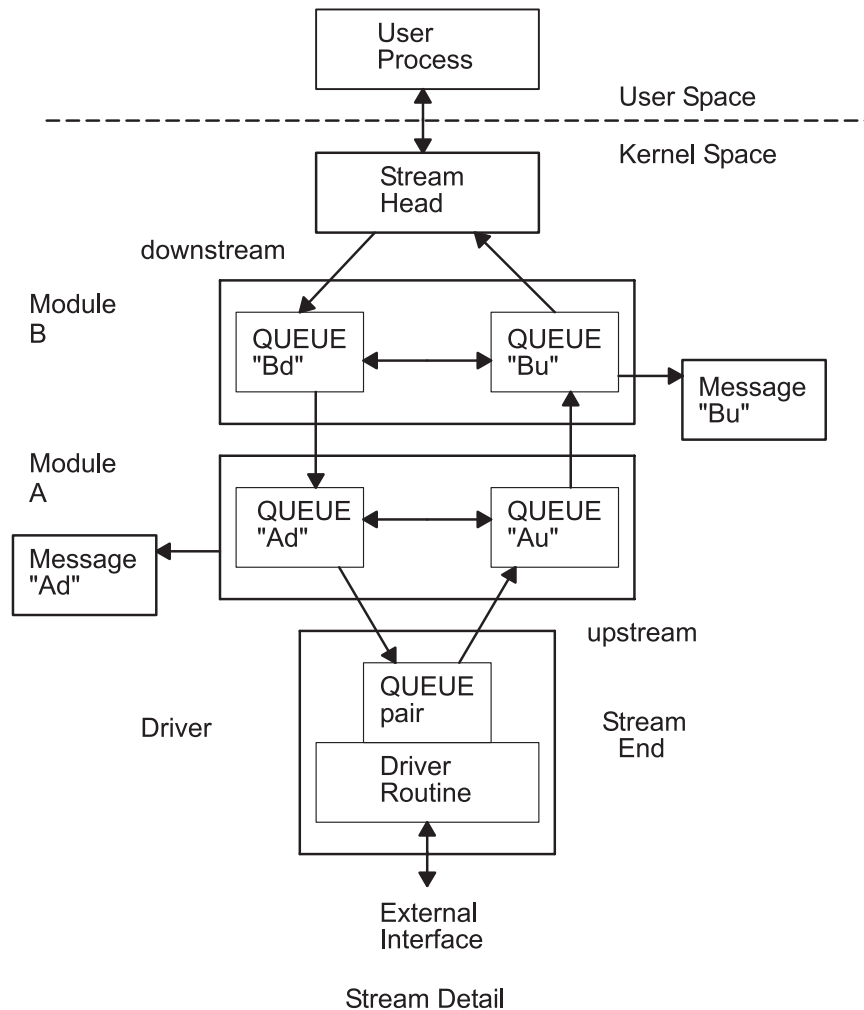 User
Process
User Space
Kernel Space
Stream
Head
downstream
Module
B
QUEUE
"Bd"
QUEUE
"Bu"
Message
"Bu"
Module
A
QUEUE
"Ad"
QUEUE
"Au"
Message
"Ad"
upstream
QUEUE
pair
Driver
Stream
End
Driver
Routine
External
Interface
Stream Detail